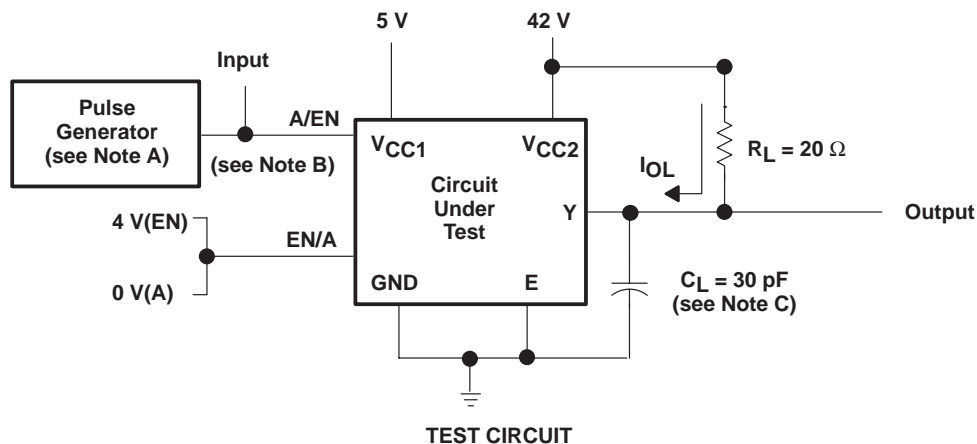 5 V
42 V
Input
Pulse
Generator
(see Note A)
A/EN
(see Note B)
VCC1
VCC2
Circuit
Under
Test
Y
IOL
RL = 20 Ω
Output
4 V(EN)
0 V(A)
EN/A
GND
E
CL = 30 pF
(see Note C)
TEST CIRCUIT